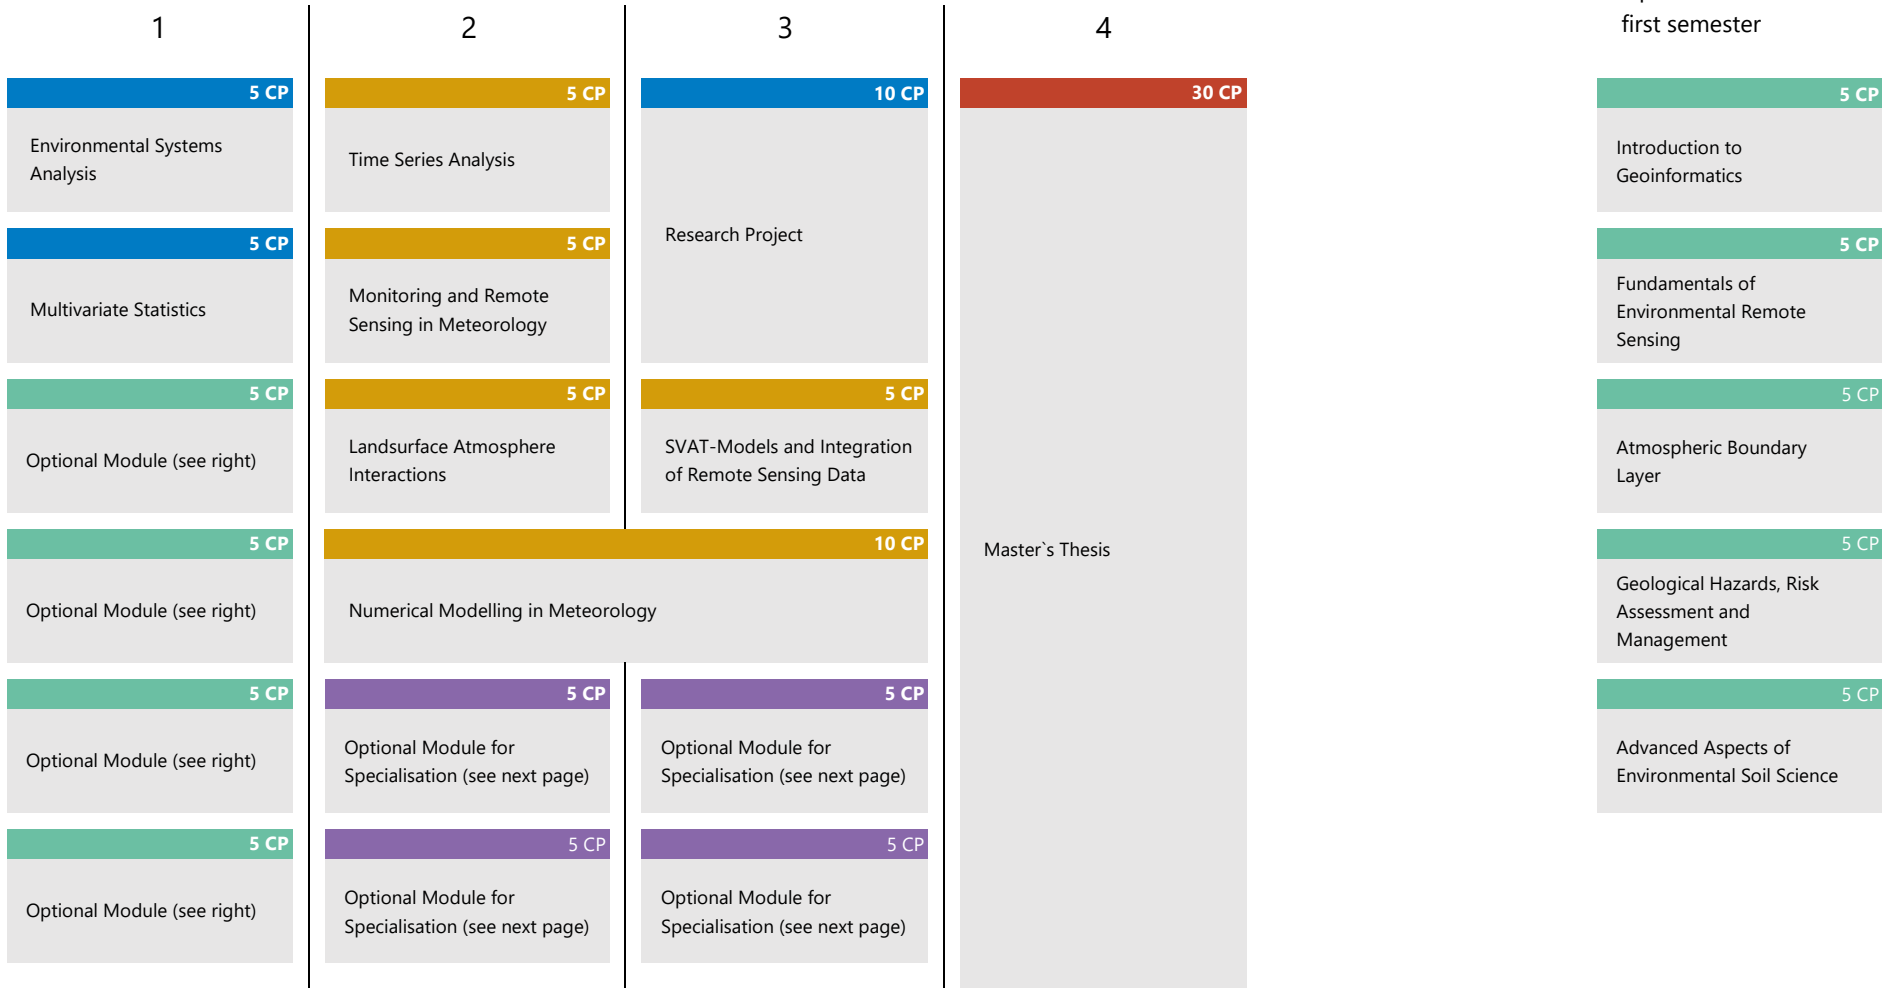 1
2
3
4
first semester
5 CP
Environmental Systems
Analysis
5 CP
Multivariate Statistics
5 CP
Optional Module (see right)
5 CP
Optional Module (see right)
5 CP
Optional Module (see right)
5 CP
Optional Module (see right)
5 CP
Time Series Analysis
5 CP
Monitoring and Remote
Sensing in Meteorology
5 CP
Landsurface Atmosphere
Interactions
10 CP
Numerical Modelling in Meteorology
5 CP
Optional Module for
Specialisation (see next page)
5 CP
Optional Module for
Specialisation (see next page)
10 CP
Research Project
5 CP
SVAT-Models and Integration
of Remote Sensing Data
5 CP
Optional Module for
Specialisation (see next page)
5 CP
Optional Module for
Specialisation (see next page)
30 CP
Master`s Thesis
5 CP
Introduction to
Geoinformatics
5 CP
Fundamentals of
Environmental Remote
Sensing
5 CP
Atmospheric Boundary
Layer
5 CP
Geological Hazards, Risk
Assessment and
Management
5 CP
Advanced Aspects of
Environmental Soil Science